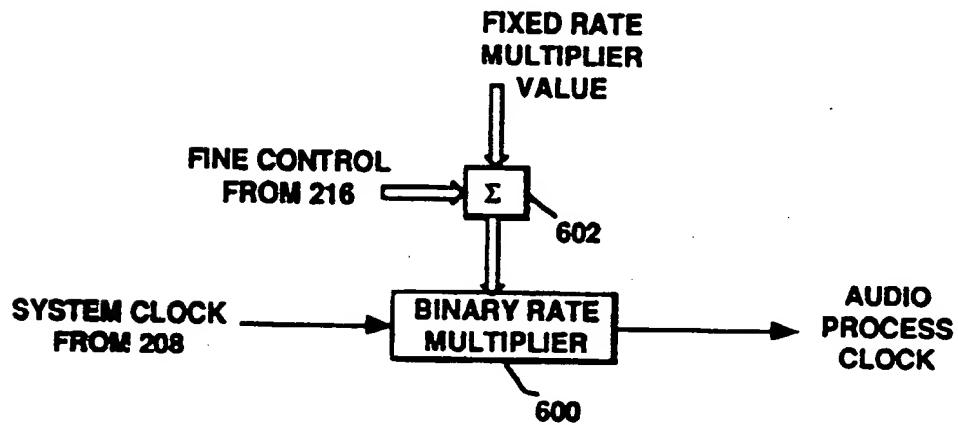 FIXED RATE
MULTIPLIER
VALUE
FINE CONTROL
FROM 216
Σ
602
SYSTEM CLOCK
FROM 208
BINARY RATE
MULTIPLIER
AUDIO
PROCESS
CLOCK
600